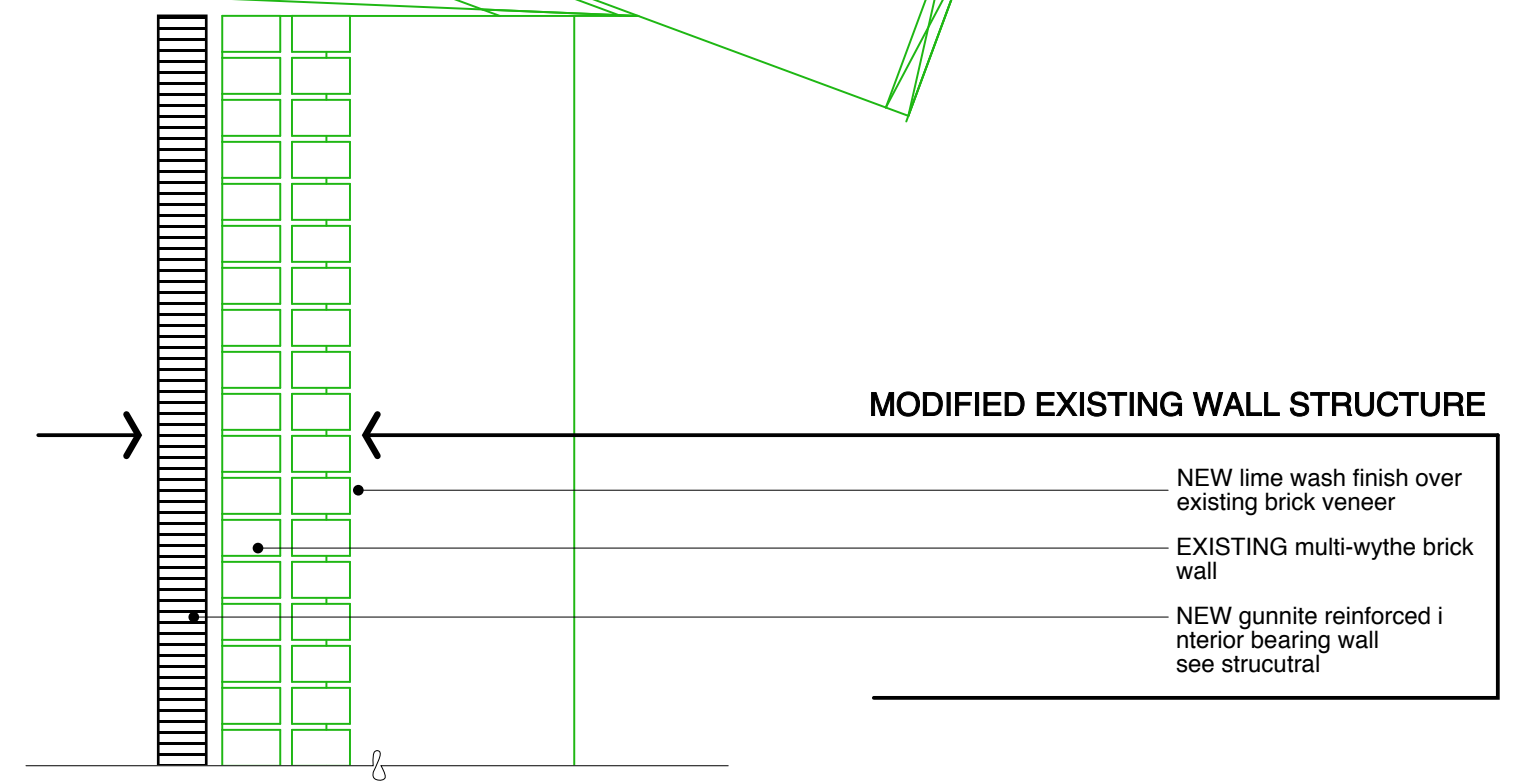 MODIFIED EXISTING WALL STRUCTURE
NEW lime wash finish over
existing brick veneer
EXISTING multi-wythe brick
wall
NEW gunnite reinforced i
nterior bearing wall
see strucutral